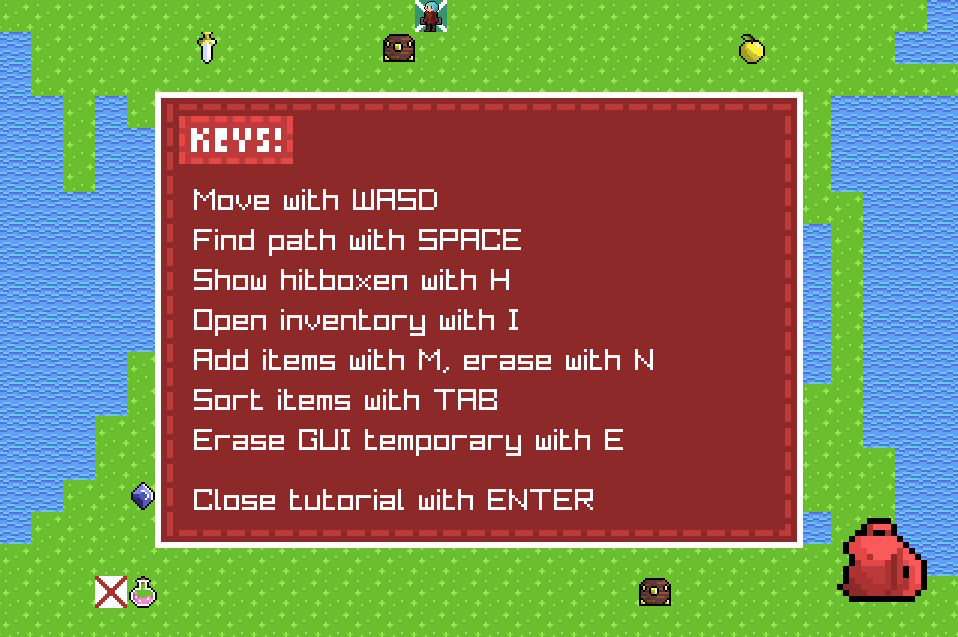 KEYS!
Move with WASD
Find path with SPACE
Show hitboxen with H
Open inventory with I
Add items with M, erase with N
Sort items with TAB
Erase GUI temporary with E
Close tutorial with ENTER